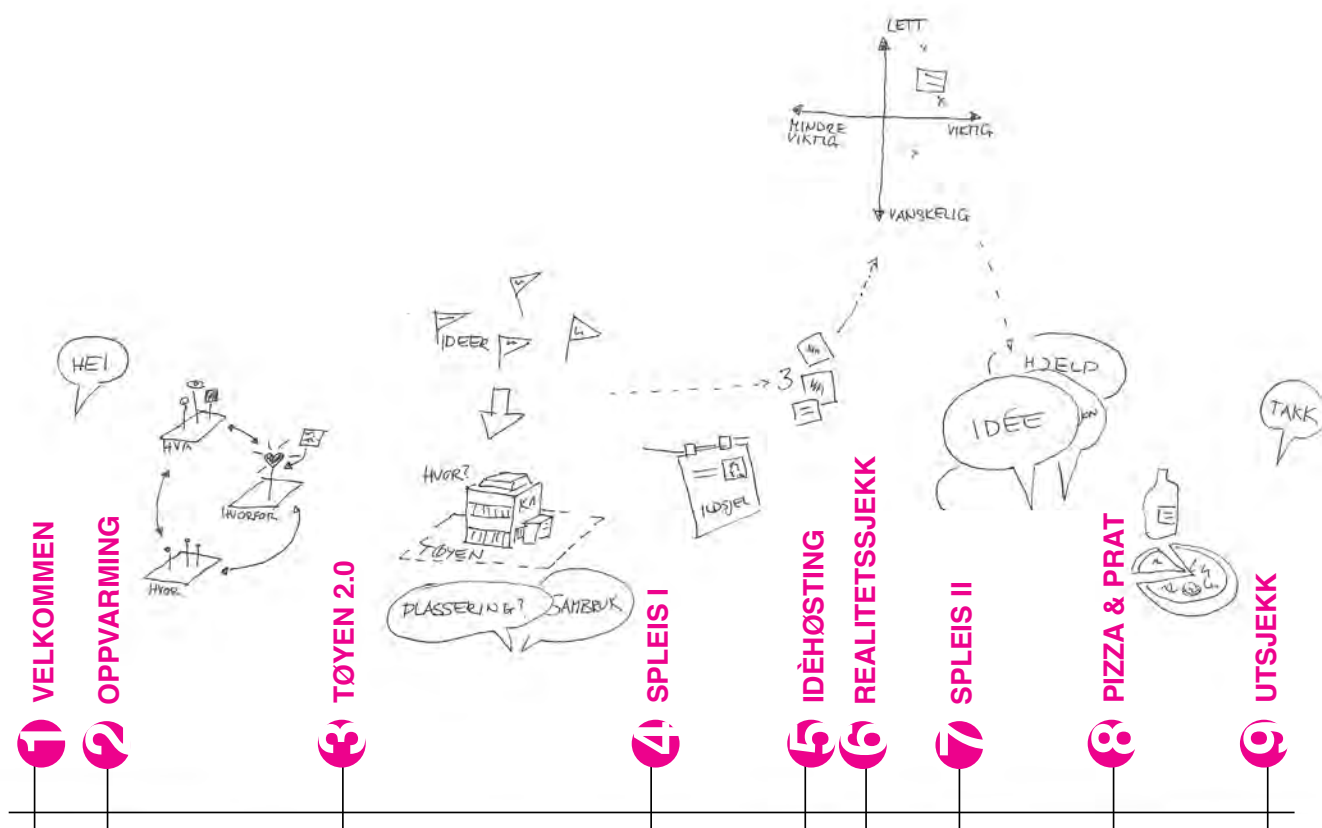 LETT
MINDRE
VIKTIG
VIKTIG
VANSKELIG
HEI
IDEER
3
HJELP
IDÉE
TAKK
HVA
HVORFOR
HVOR
HVOR?
KA
TØYEN
ILDSJEL
PLASSERING?
SAMBRUK
1 VELKOMMEN
2 OPPVARMING
3 TØYEN 2.0
4 SPLEIS I
5 IDÈHØSTING
6 REALITETSSJEKK
7 SPLEIS II
8 PIZZA & PRAT
9 UTSJEKK